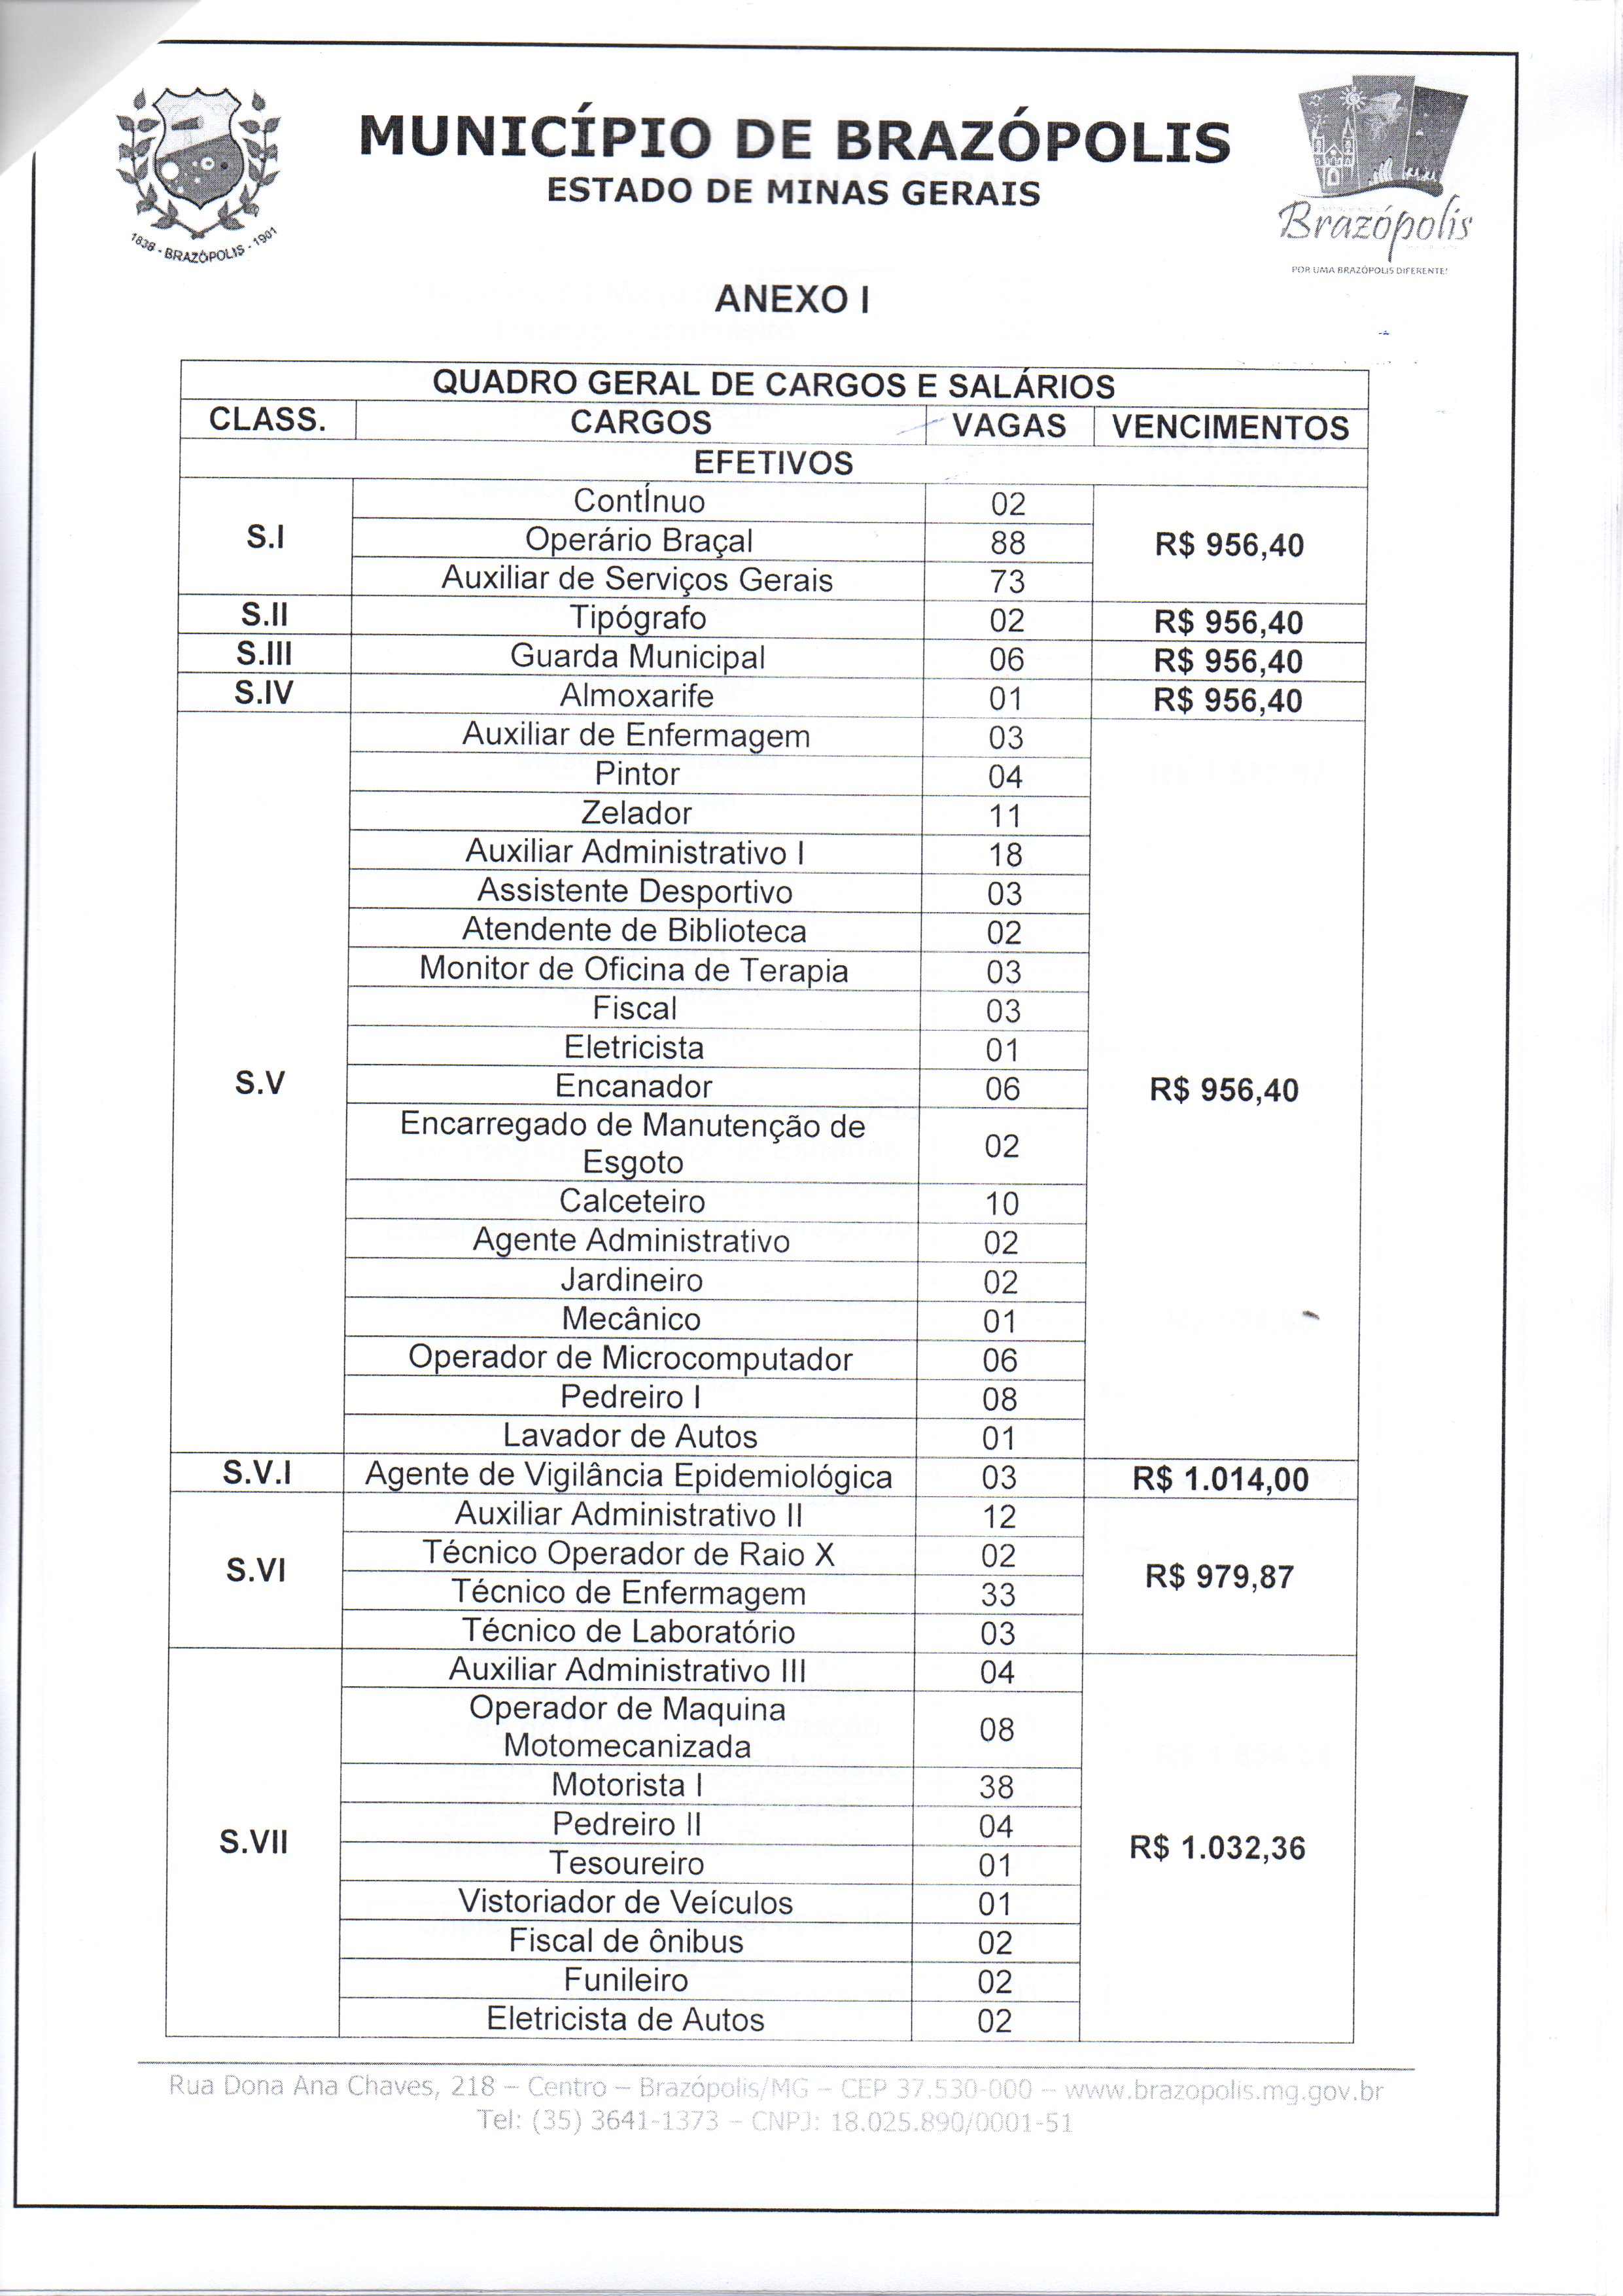 MUNICÍPIO DE BRAZÓPOLIS
ESTADO DE MINAS GERAIS
1838 - BRAZÓPOLIS - 1901
Brazópolis
POR UMA BRAZÓPOLIS DIFERENTE!
ANEXO I
QUADRO GERAL DE CARGOS E SALÁRIOS
CLASS. CARGOS VAGAS VENCIMENTOS
EFETIVOS
S.I
ContÍnuo 02
Operário Braçal 88
Auxiliar de Serviços Gerais 73
R$ 956,40
S.II Tipógrafo 02 R$ 956,40
S.III Guarda Municipal 06 R$ 956,40
S.IV Almoxarife 01 R$ 956,40
S.V
Auxiliar de Enfermagem 03
Pintor 04
Zelador 11
Auxiliar Administrativo I 18
Assistente Desportivo 03
Atendente de Biblioteca 02
Monitor de Oficina de Terapia 03
Fiscal 03
Eletricista 01
Encanador 06
Encarregado de Manutenção de
Esgoto 02
Calceteiro 10
Agente Administrativo 02
Jardineiro 02
Mecânico 01
Operador de Microcomputador 06
Pedreiro I 08
Lavador de Autos 01
R$ 956,40
S.V.I Agente de Vigilância Epidemiológica 03 R$ 1.014,00
S.VI
Auxiliar Administrativo II 12
Técnico Operador de Raio X 02
Técnico de Enfermagem 33
Técnico de Laboratório 03
R$ 979,87
S.VII
Auxiliar Administrativo III 04
Operador de Maquina
Motomecanizada 08
Motorista I 38
Pedreiro II 04
Tesoureiro 01
Vistoriador de Veículos 01
Fiscal de ônibus 02
Funileiro 02
Eletricista de Autos 02
R$ 1.032,36
Rua Dona Ana Chaves, 218 – Centro – Brazópolis/MG – CEP 37.530-000 – www.brazopolis.mg.gov.br
Tel: (35) 3641-1373 – CNPJ: 18.025.890/0001-51